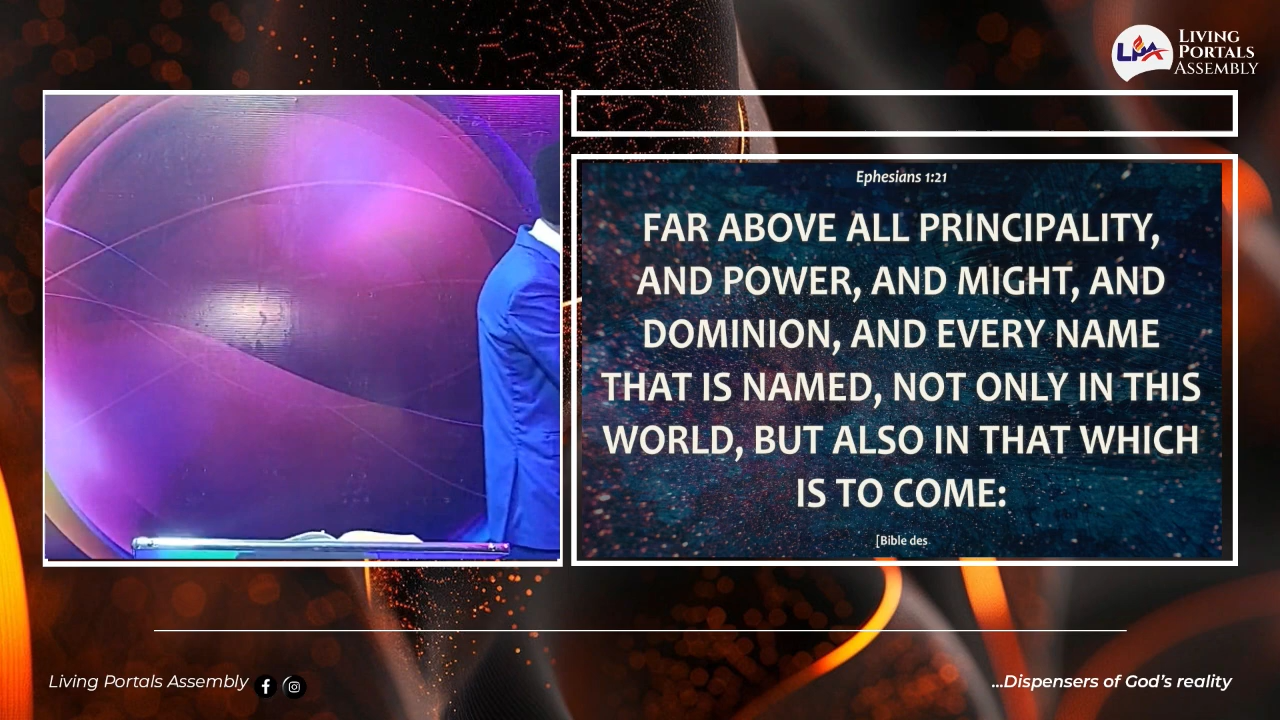 LIVING
PORTALS
ASSEMBLY
LPA
Ephesians 1:21
FAR ABOVE ALL PRINCIPALITY,
AND POWER, AND MIGHT, AND
DOMINION, AND EVERY NAME
THAT IS NAMED, NOT ONLY IN THIS
WORLD, BUT ALSO IN THAT WHICH
IS TO COME:
[Bible des
Living Portals Assembly
...Dispensers of God's reality